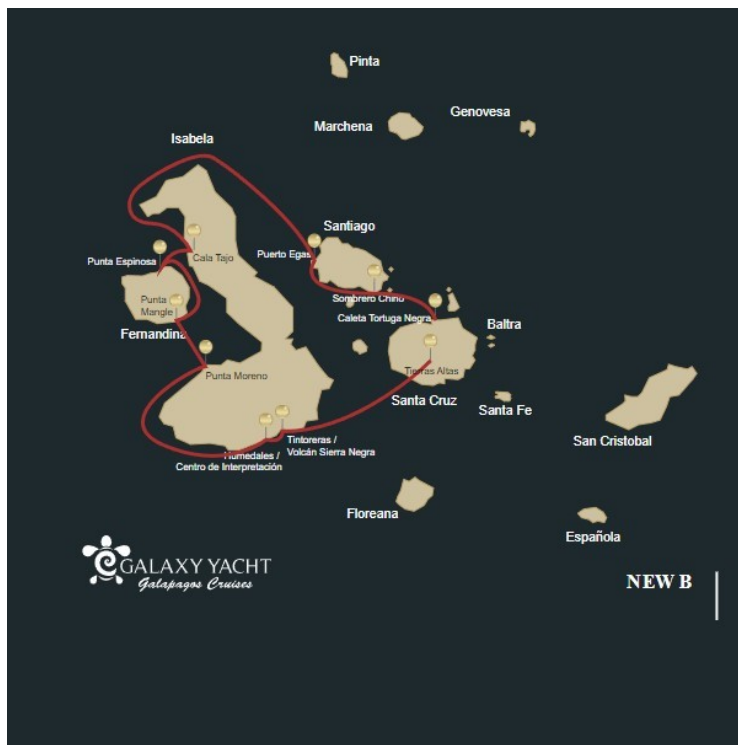 Pinta
Genovesa
Marchena
Isabela
Santiago
Puerto Egas
Punta Espinosa
Cala Tajo
Sombrero Chino
Punta
Mangle
Caleta Tortuga Negra
Baltra
Fernandina
Tierras Altas
Punta Moreno
Santa Cruz
Santa Fe
San Cristobal
Tintoreras /
Volcán Sierra Negra
Humedales /
Centro de Interpretación
Floreana
Española
GALAXY YACHT
Galapagos Cruises
NEW B